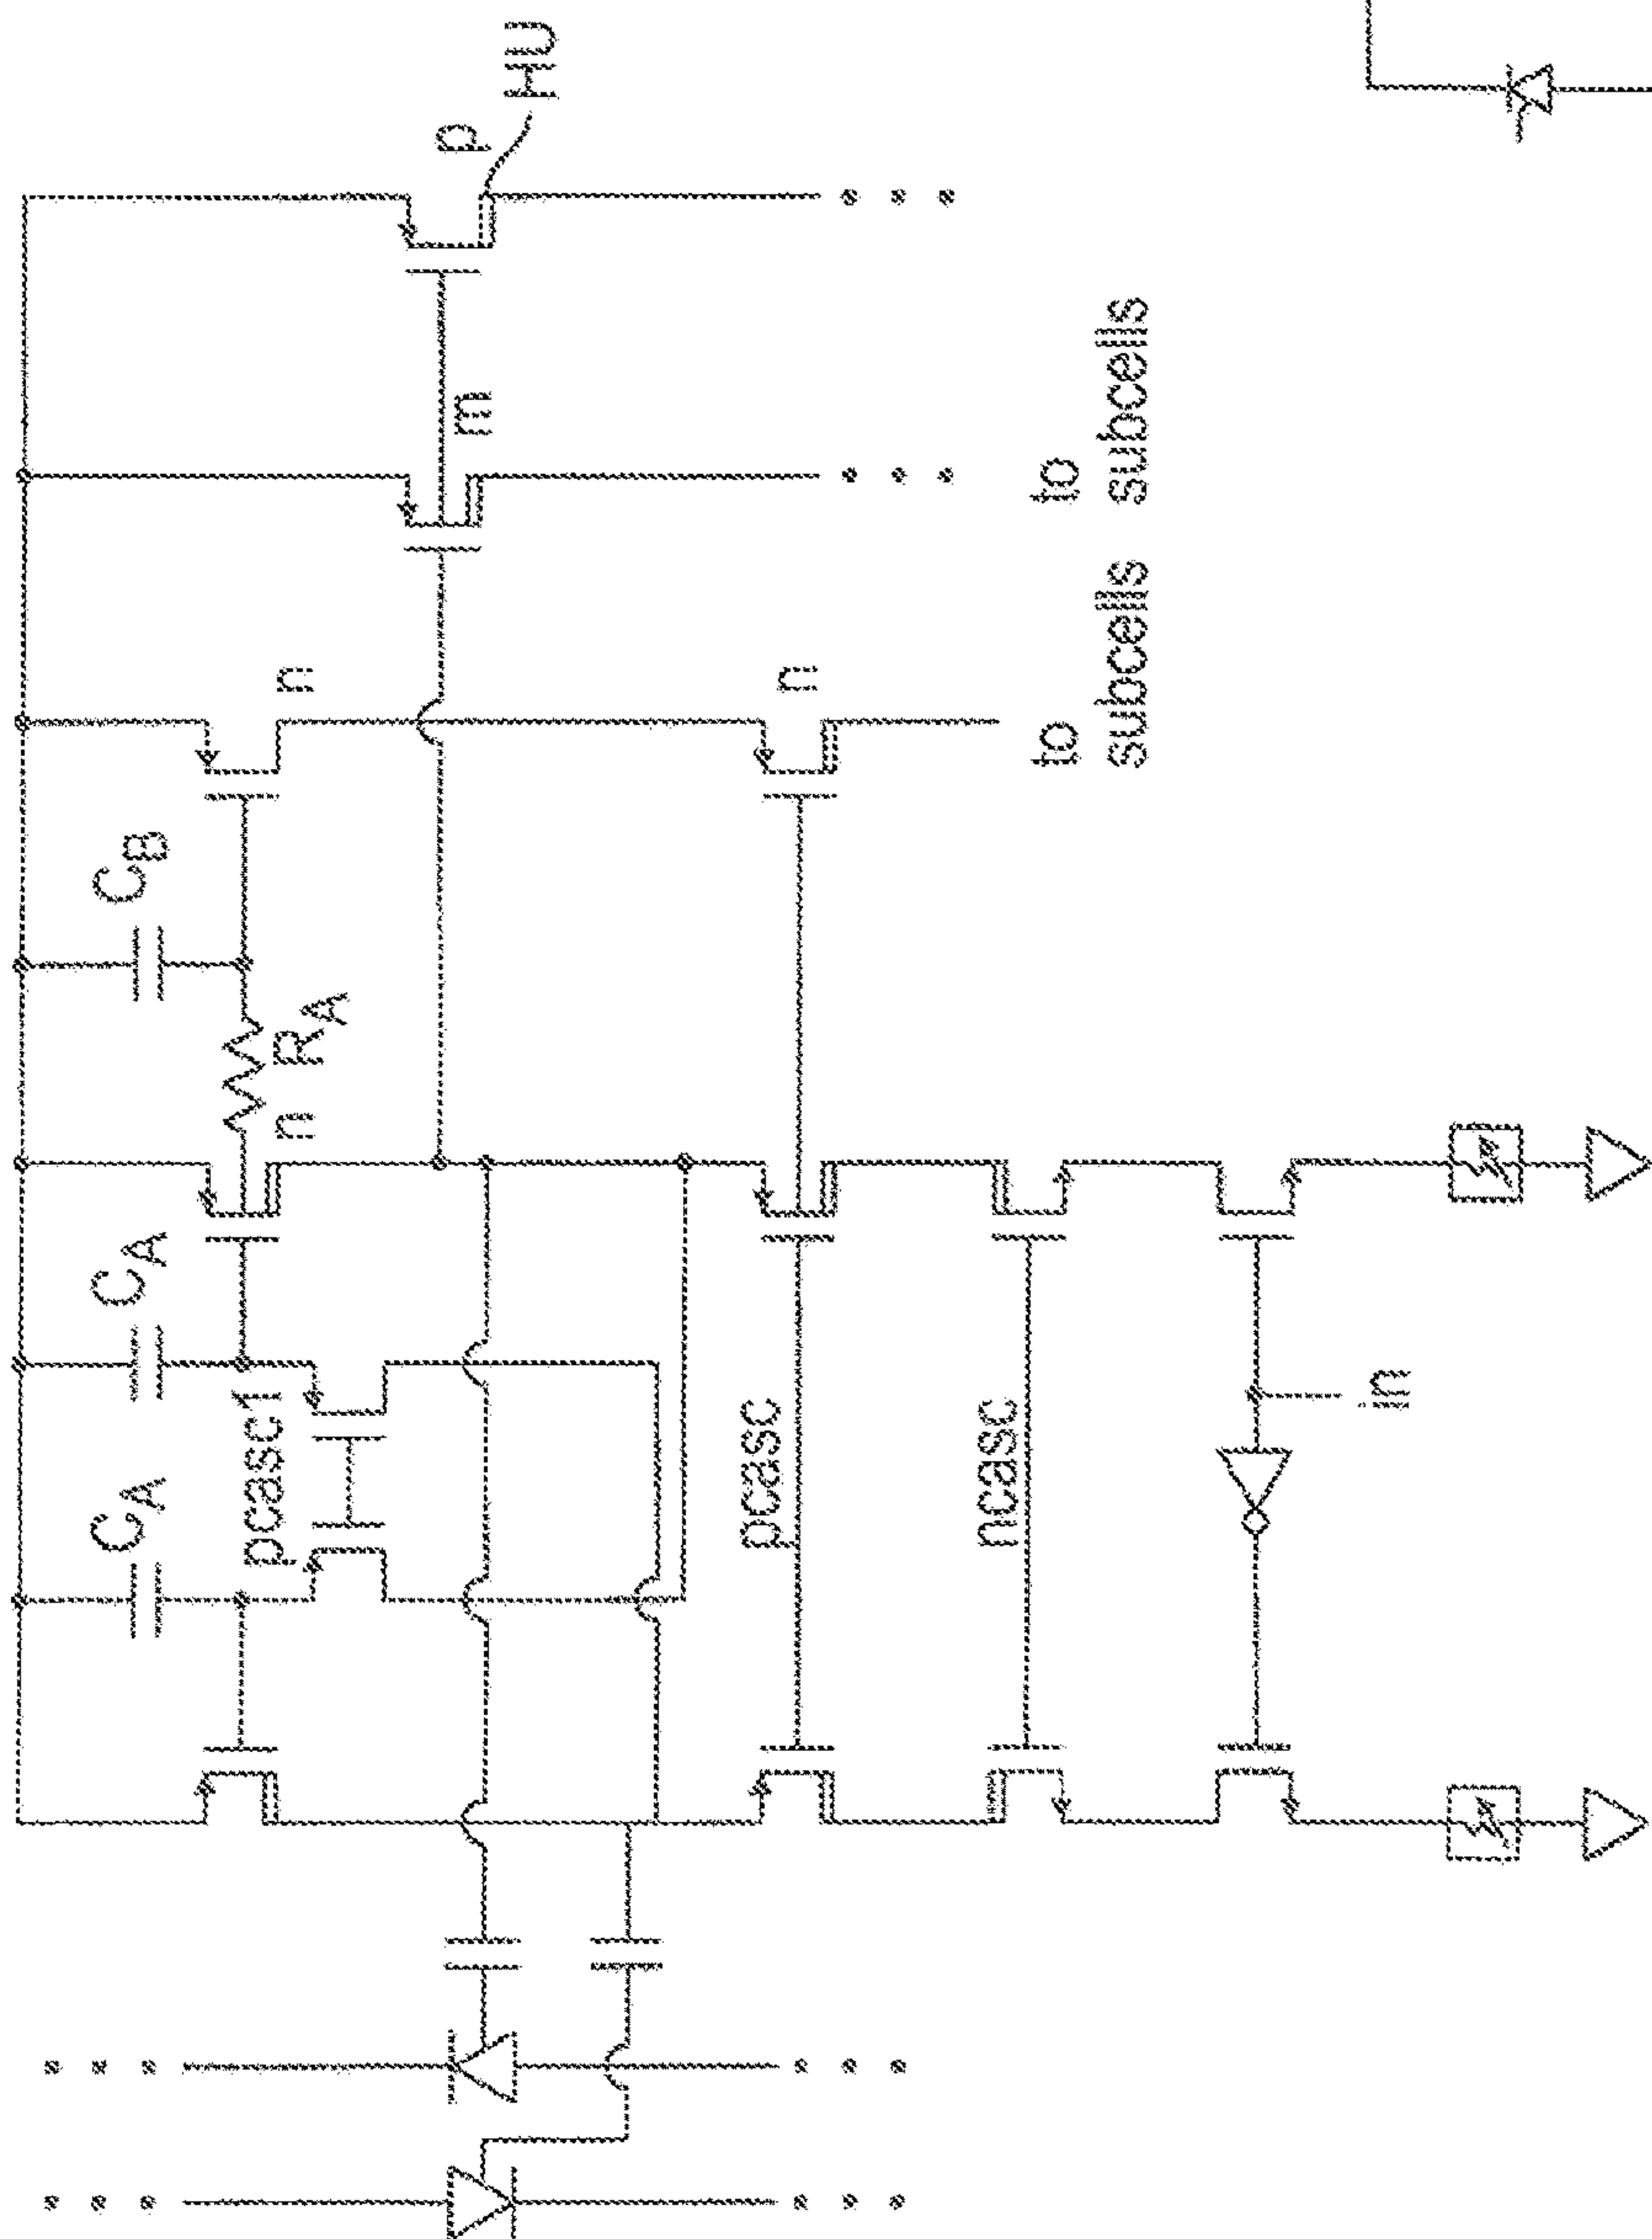 HU
p
m
n
n
C_B
n R_A
C_A
C_A
pcasc1
pcasc
ncasc
in
to
subcells
to
subcells